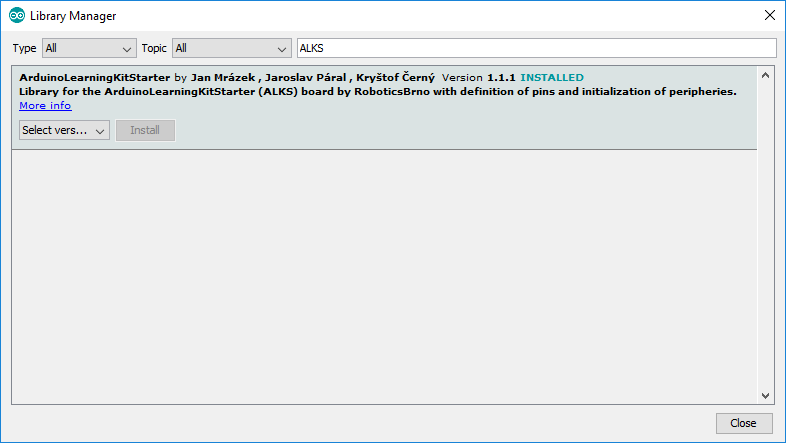 Library Manager
Type All Topic All ALKS
ArduinoLearningKitStarter by Jan Mrázek , Jaroslav Páral , Kryštof Černý Version 1.1.1 INSTALLED
Library for the ArduinoLearningKitStarter (ALKS) board by RoboticsBrno with definition of pins and initialization of peripheries.
More info
Select vers... Install
Close